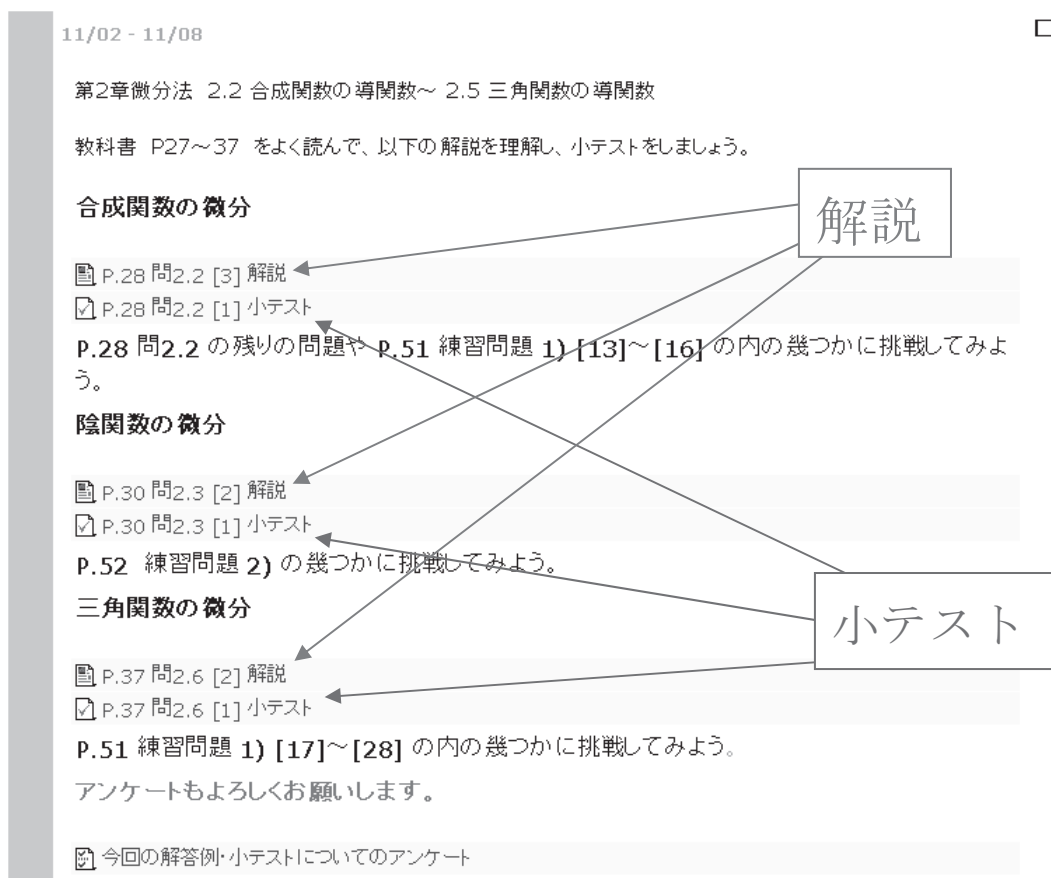 11/02 - 11/08
第2章微分法 2.2 合成関数の導関数～ 2.5 三角関数の導関数
教科書 P27～37 をよく読んで、以下の解説を理解し、小テストをしましょう。
合成関数の微分
解説
P.28 問2.2 [3] 解説
P.28 問2.2 [1] 小テスト
P.28 問2.2 の残りの問題や P.51 練習問題 1) [13]～[16] の内の幾つかに挑戦してみよ
う。
陰関数の微分
P.30 問2.3 [2] 解説
P.30 問2.3 [1] 小テスト
P.52 練習問題 2) の幾つかに挑戦してみよう。
三角関数の微分
小テスト
P.37 問2.6 [2] 解説
P.37 問2.6 [1] 小テスト
P.51 練習問題 1) [17]～[28] の内の幾つかに挑戦してみよう。
アンケートもよろしくお願いします。
今回の解答例・小テストについてのアンケート